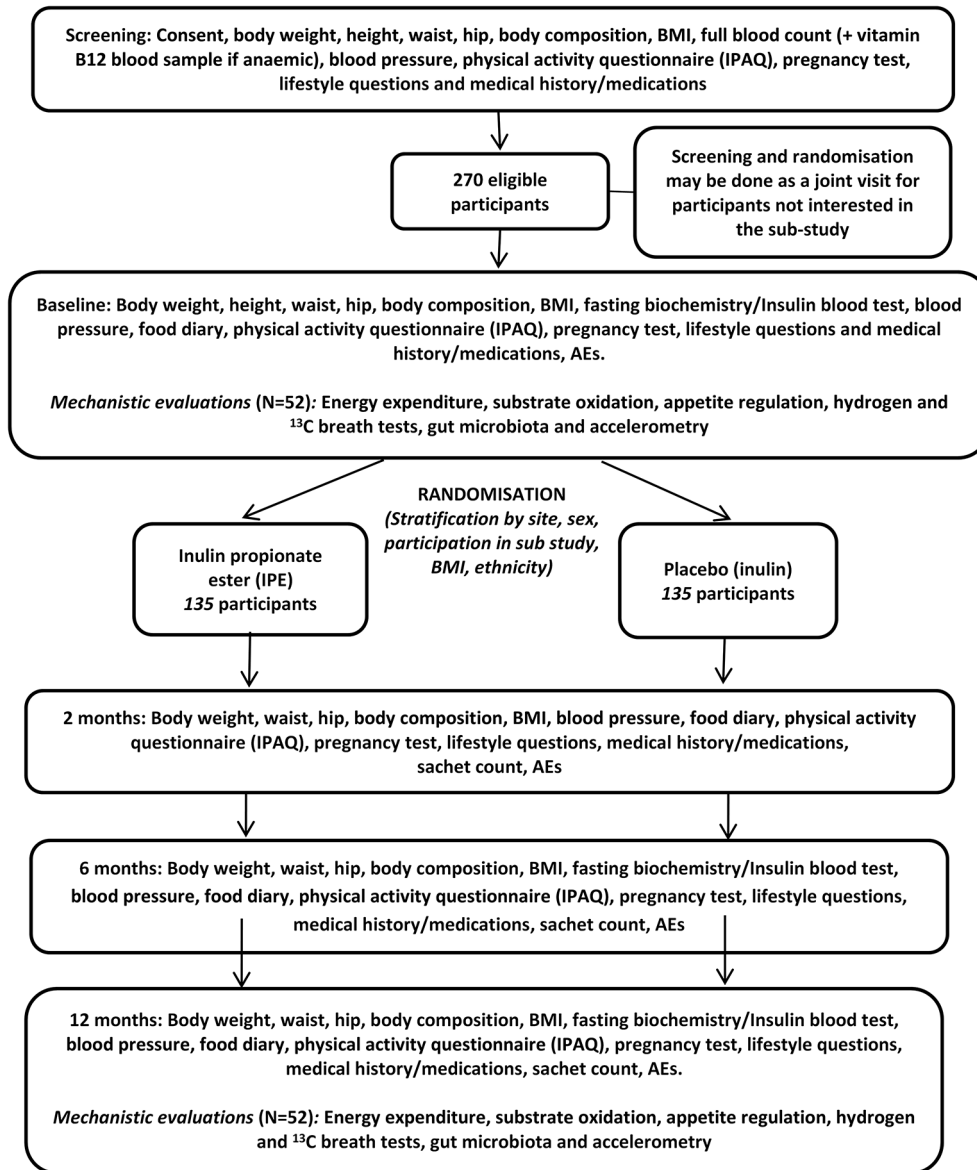 Screening: Consent, body weight, height, waist, hip, body composition, BMI, full blood count (+ vitamin
B12 blood sample if anaemic), blood pressure, physical activity questionnaire (IPAQ), pregnancy test,
lifestyle questions and medical history/medications
270 eligible
participants
Screening and randomisation
may be done as a joint visit for
participants not interested in
the sub-study
Baseline: Body weight, height, waist, hip, body composition, BMI, fasting biochemistry/Insulin blood test, blood
pressure, food diary, physical activity questionnaire (IPAQ), pregnancy test, lifestyle questions and medical
history/medications, AEs.
Mechanistic evaluations (N=52): Energy expenditure, substrate oxidation, appetite regulation, hydrogen and
¹³C breath tests, gut microbiota and accelerometry
RANDOMISATION
(Stratification by site, sex,
participation in sub study,
BMI, ethnicity)
Inulin propionate
ester (IPE)
135 participants
Placebo (inulin)
135 participants
2 months: Body weight, waist, hip, body composition, BMI, blood pressure, food diary, physical activity
questionnaire (IPAQ), pregnancy test, lifestyle questions, medical history/medications,
sachet count, AEs
6 months: Body weight, waist, hip, body composition, BMI, fasting biochemistry/Insulin blood test,
blood pressure, food diary, physical activity questionnaire (IPAQ), pregnancy test, lifestyle questions,
medical history/medications, sachet count, AEs
12 months: Body weight, waist, hip, body composition, BMI, fasting biochemistry/Insulin blood test,
blood pressure, food diary, physical activity questionnaire (IPAQ), pregnancy test, lifestyle questions,
medical history/medications, sachet count, AEs.
Mechanistic evaluations (N=52): Energy expenditure, substrate oxidation, appetite regulation, hydrogen
and ¹³C breath tests, gut microbiota and accelerometry